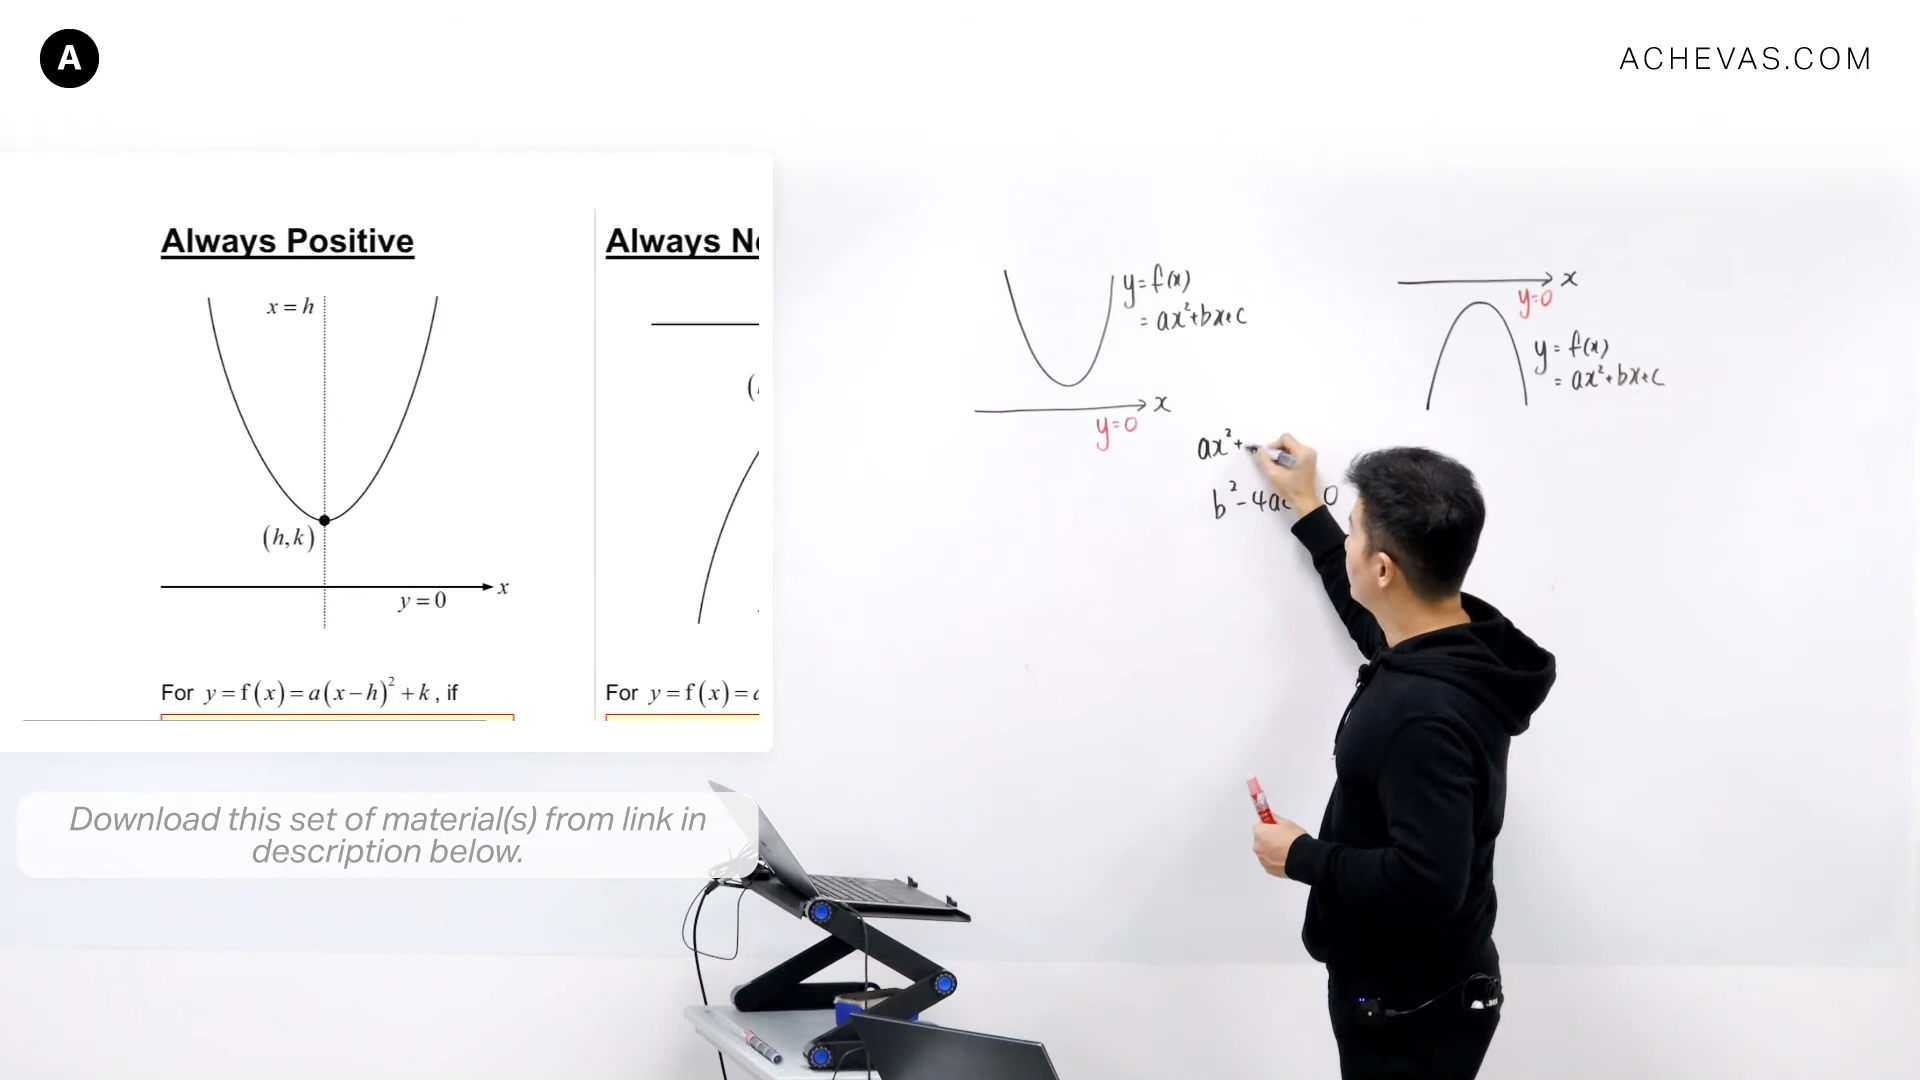 A
ACHEVAS.COM
Always Positive
x = h
(h, k)
x
y = 0
For y = f(x) = a(x − h)² + k, if
Always
For y = f(x) =
Download this set of material(s) from link in
description below.
y = f(x)
= ax² + bx + c
x
y = 0
x
y = 0
y = f(x)
= ax² + bx + c
ax² +
b² - 4ac 0